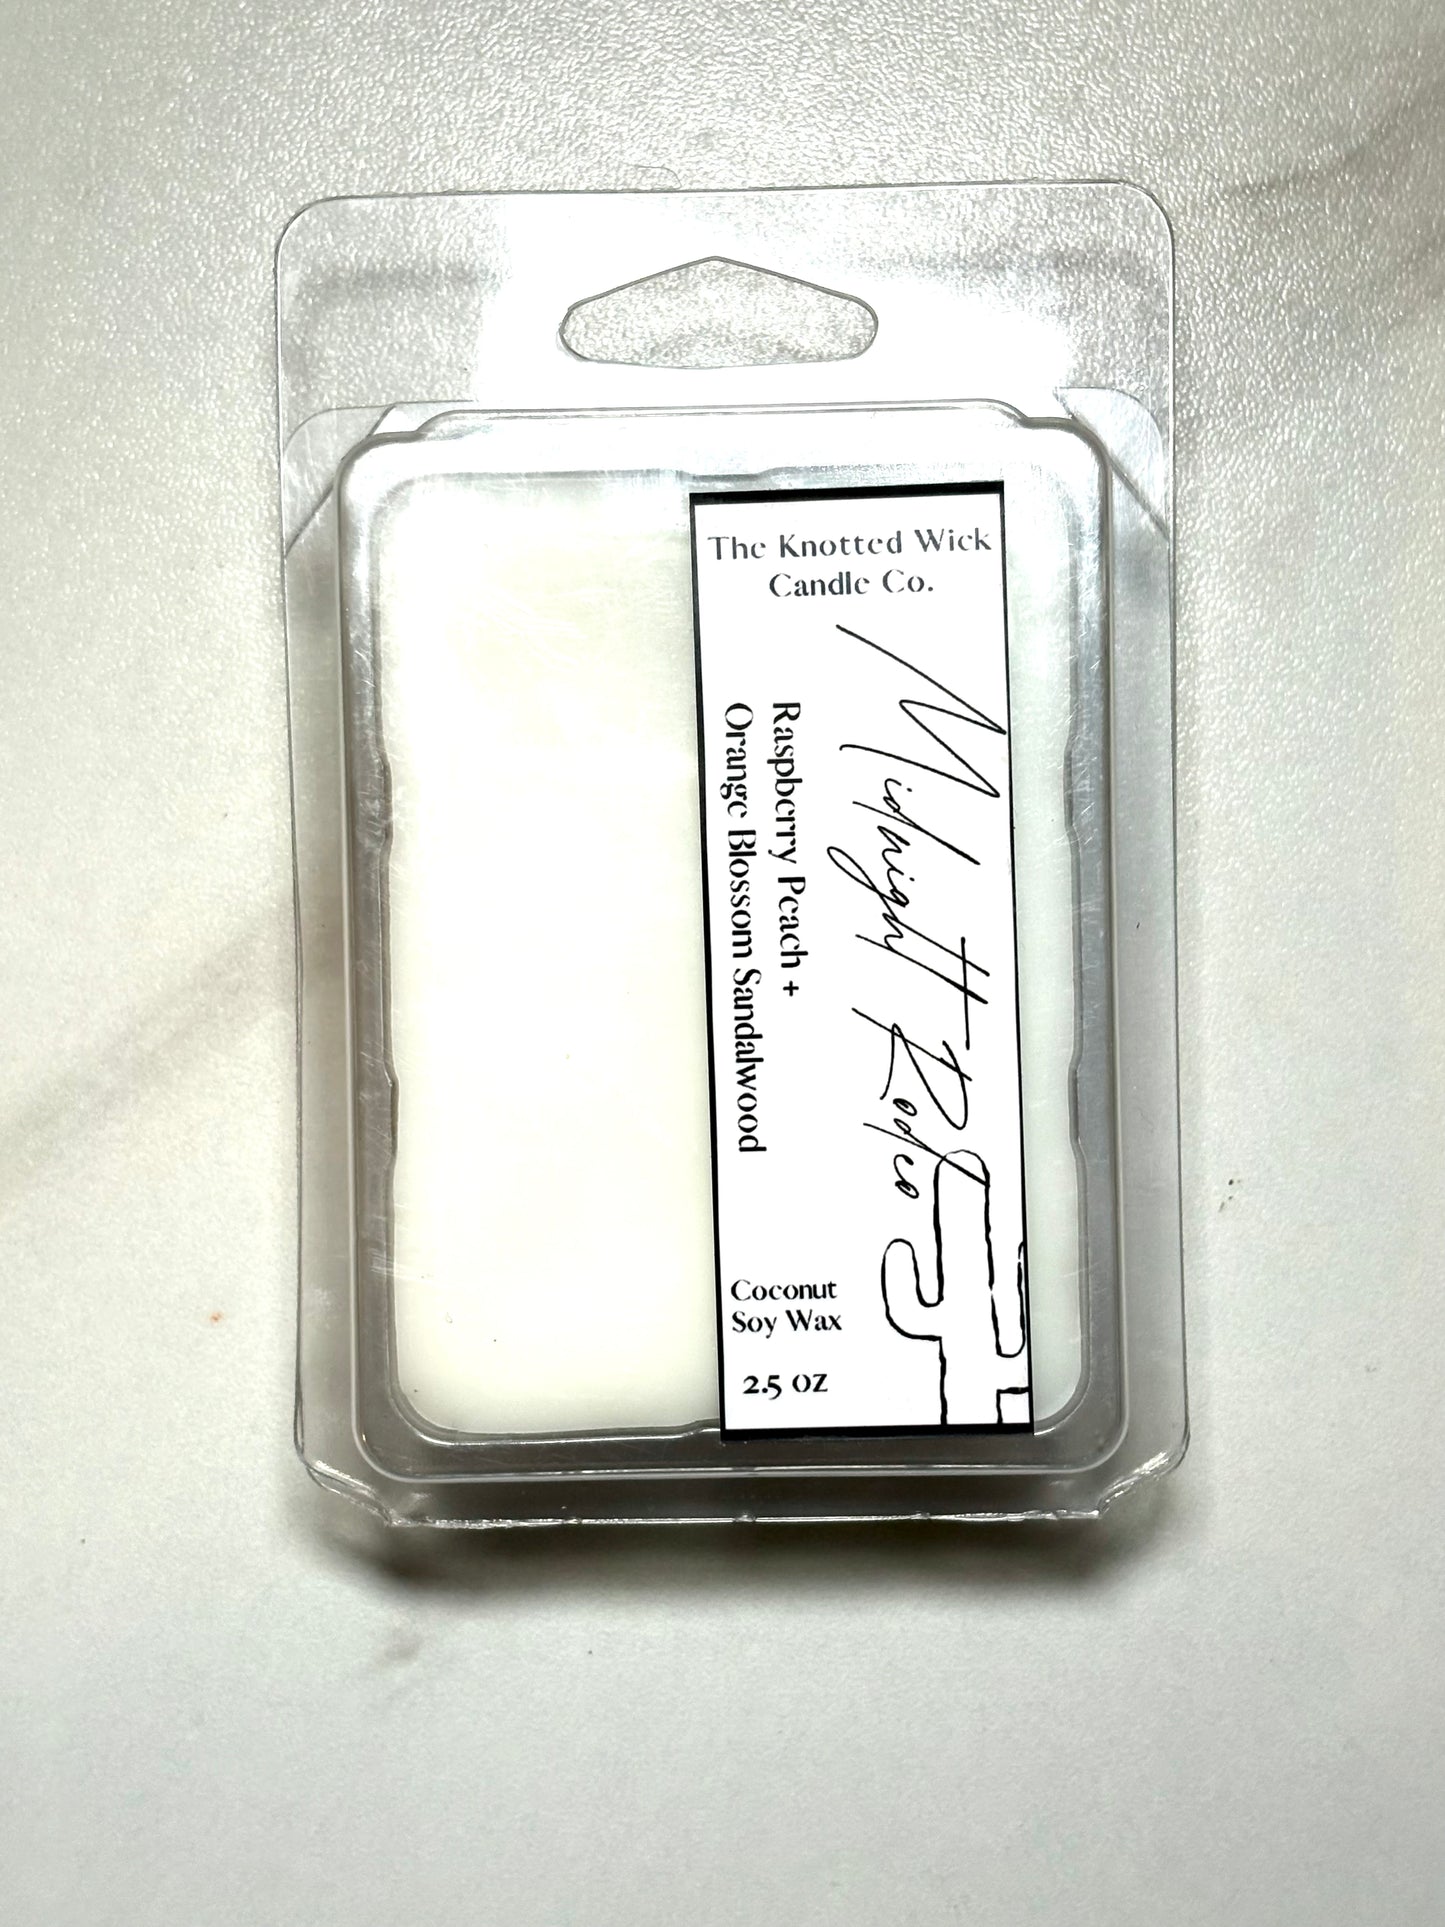 The Knotted Wick
Candle Co.
Midnight Rodeo
Raspberry Peach +
Orange Blossom Sandalwood
Coconut
Soy Wax
2.5 OZ